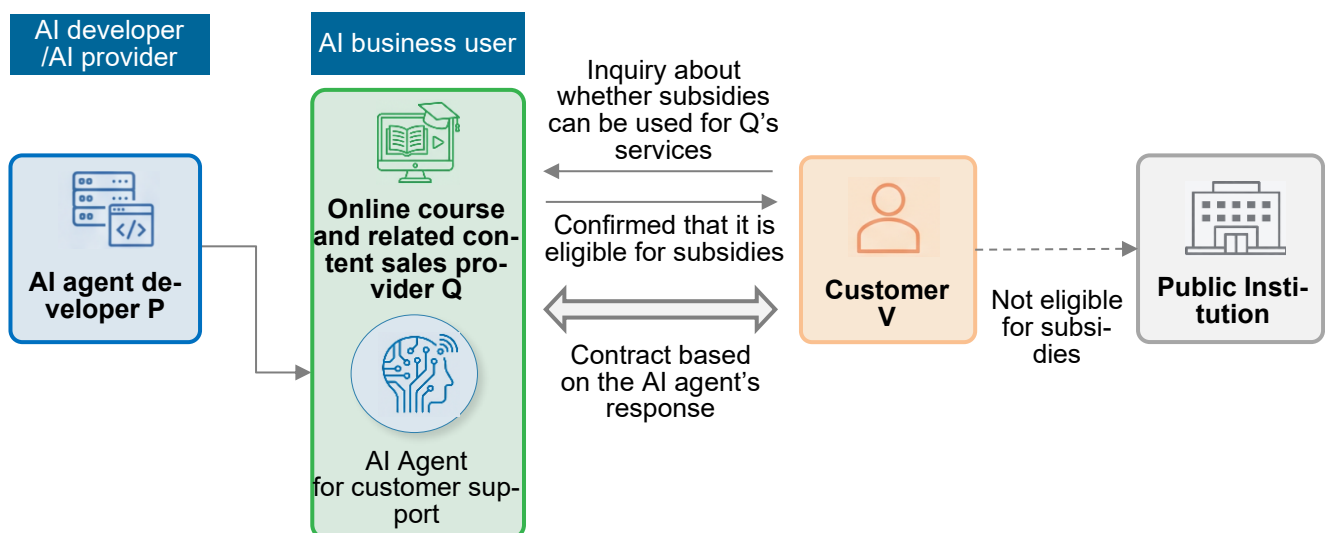 AI developer
/AI provider
AI business user
AI agent de-
veloper P
Online course
and related con-
tent sales pro-
vider Q
AI Agent
for customer sup-
port
Inquiry about
whether subsidies
can be used for Q's
services
Confirmed that it is
eligible for subsidies
Contract based
on the AI agent's
response
Customer
V
Not eligible
for subsi-
dies
Public Insti-
tution